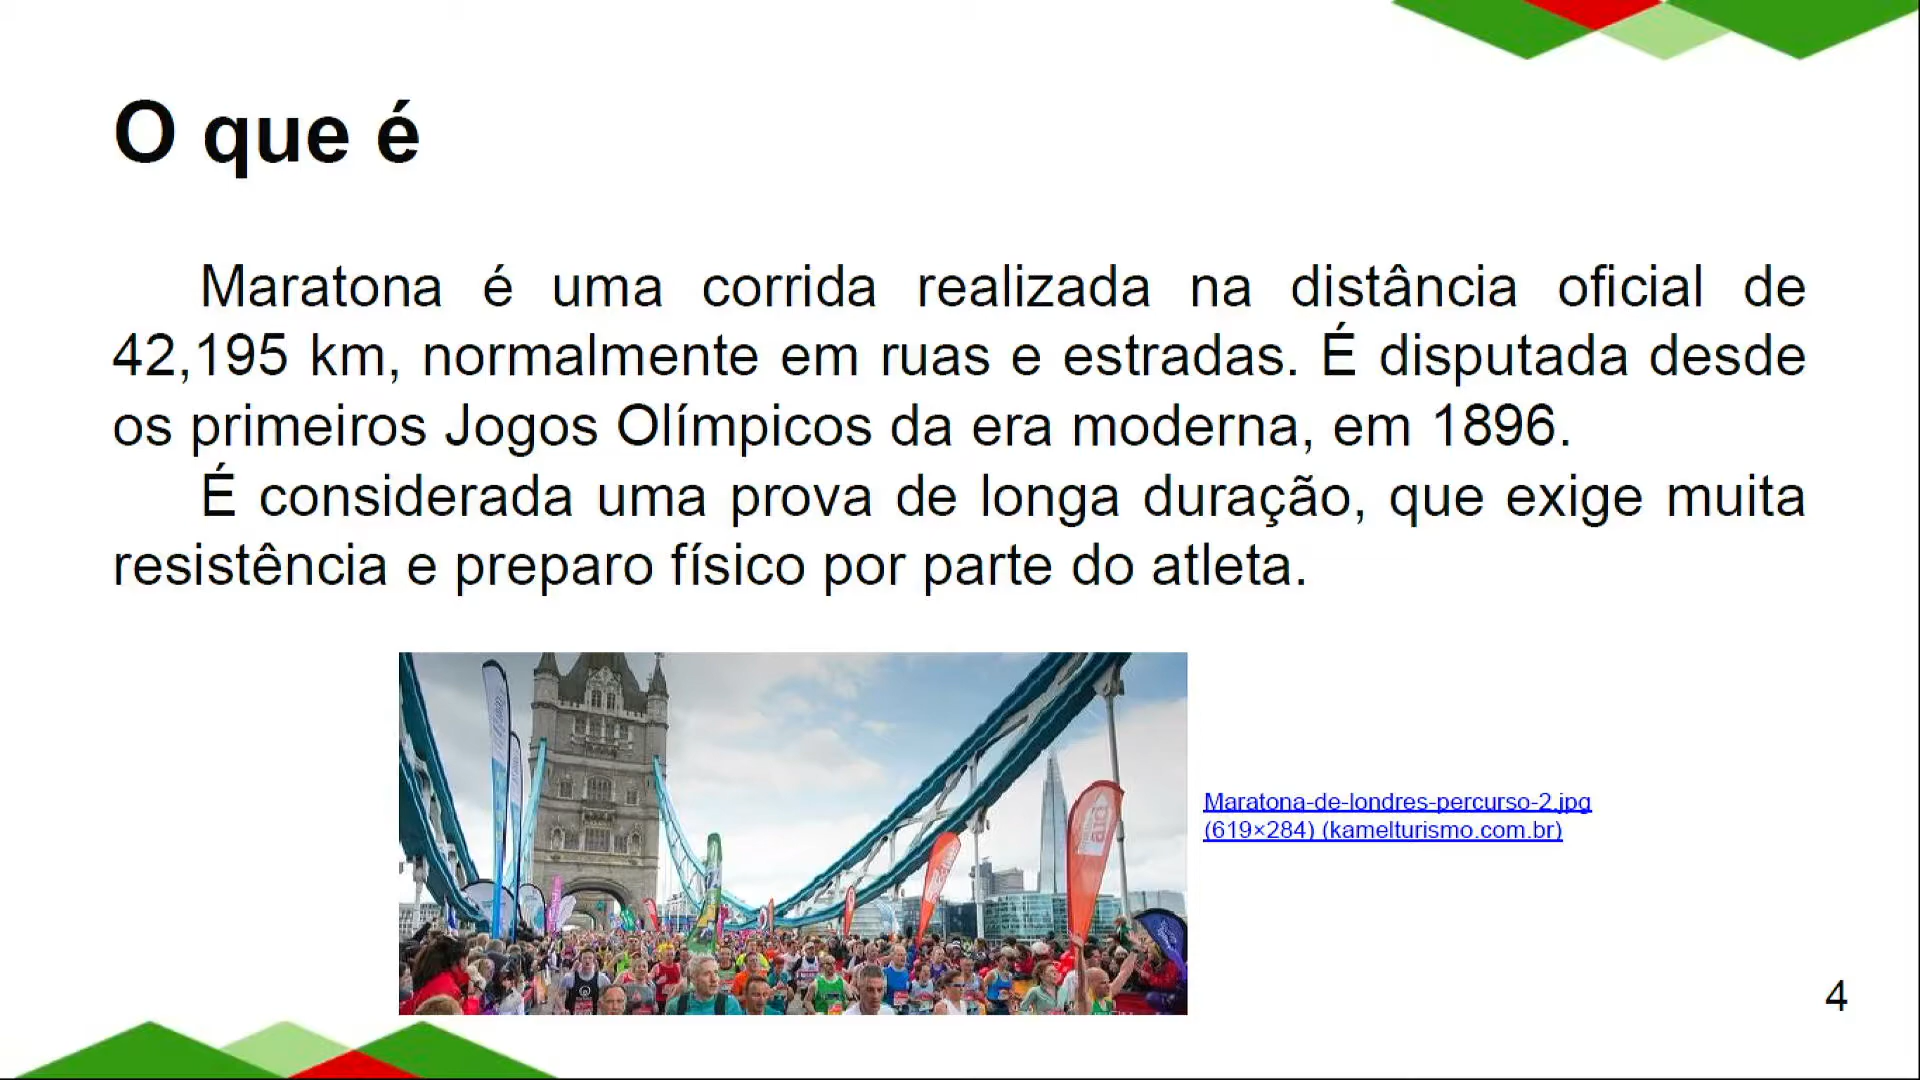 O que é
Maratona é uma corrida realizada na distância oficial de
42,195 km, normalmente em ruas e estradas. É disputada desde
os primeiros Jogos Olímpicos da era moderna, em 1896.
É considerada uma prova de longa duração, que exige muita
resistência e preparo físico por parte do atleta.
Maratona-de-londres-percurso-2.jpg
(619×284) (kamelturismo.com.br)
4